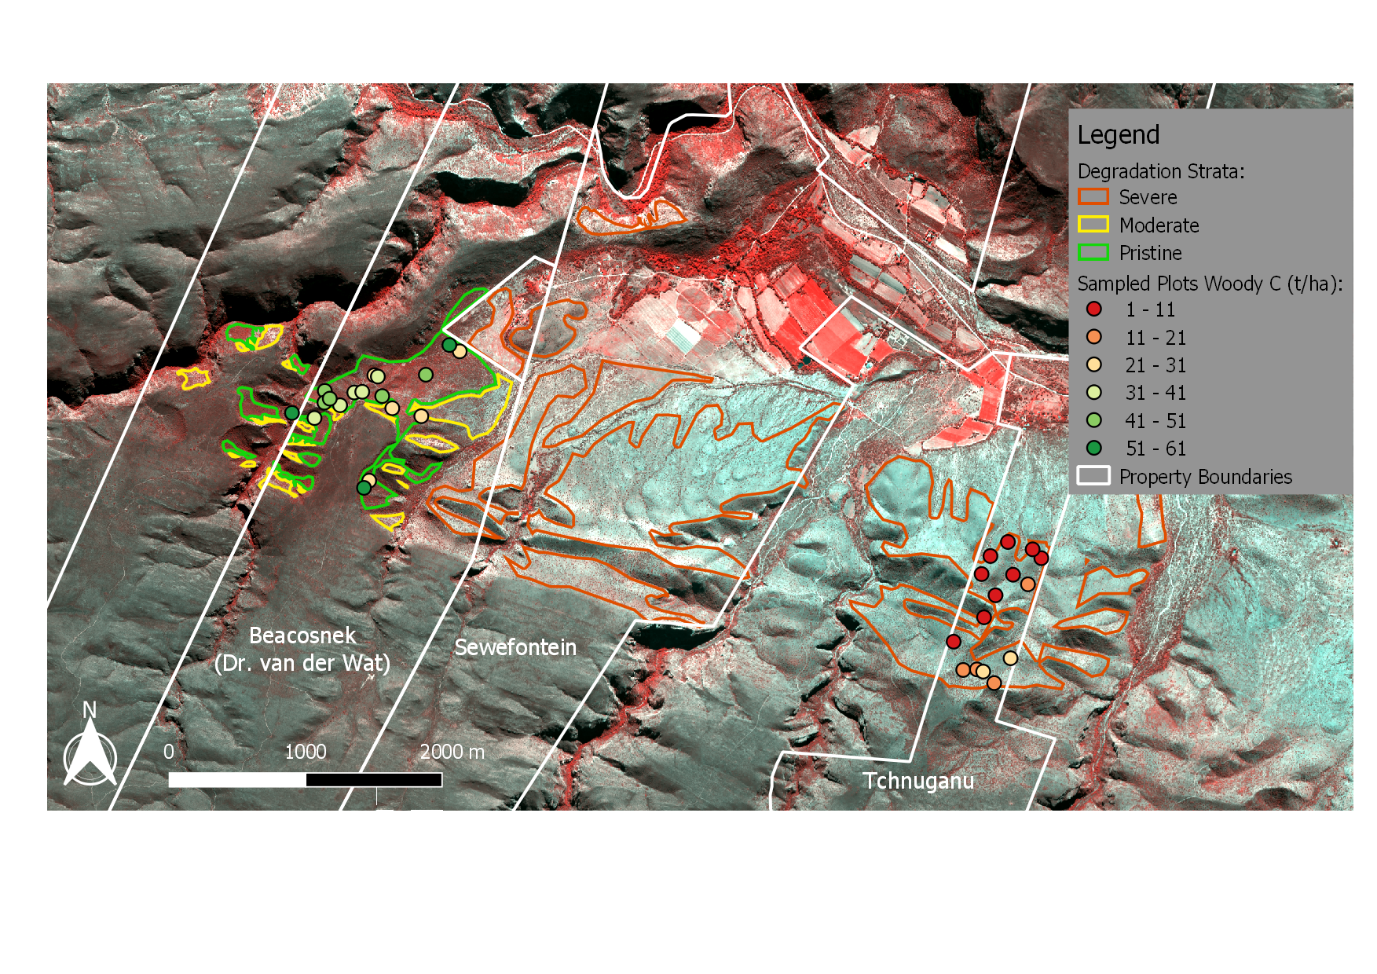 Legend
Degradation Strata:
Severe
Moderate
Pristine
Sampled Plots Woody C (t/ha):
1 - 11
11 - 21
21 - 31
31 - 41
41 - 51
51 - 61
Property Boundaries
Beacosnek
(Dr. van der Wat)
Sewefontein
Tchnuganu
N
0 1000 2000 m